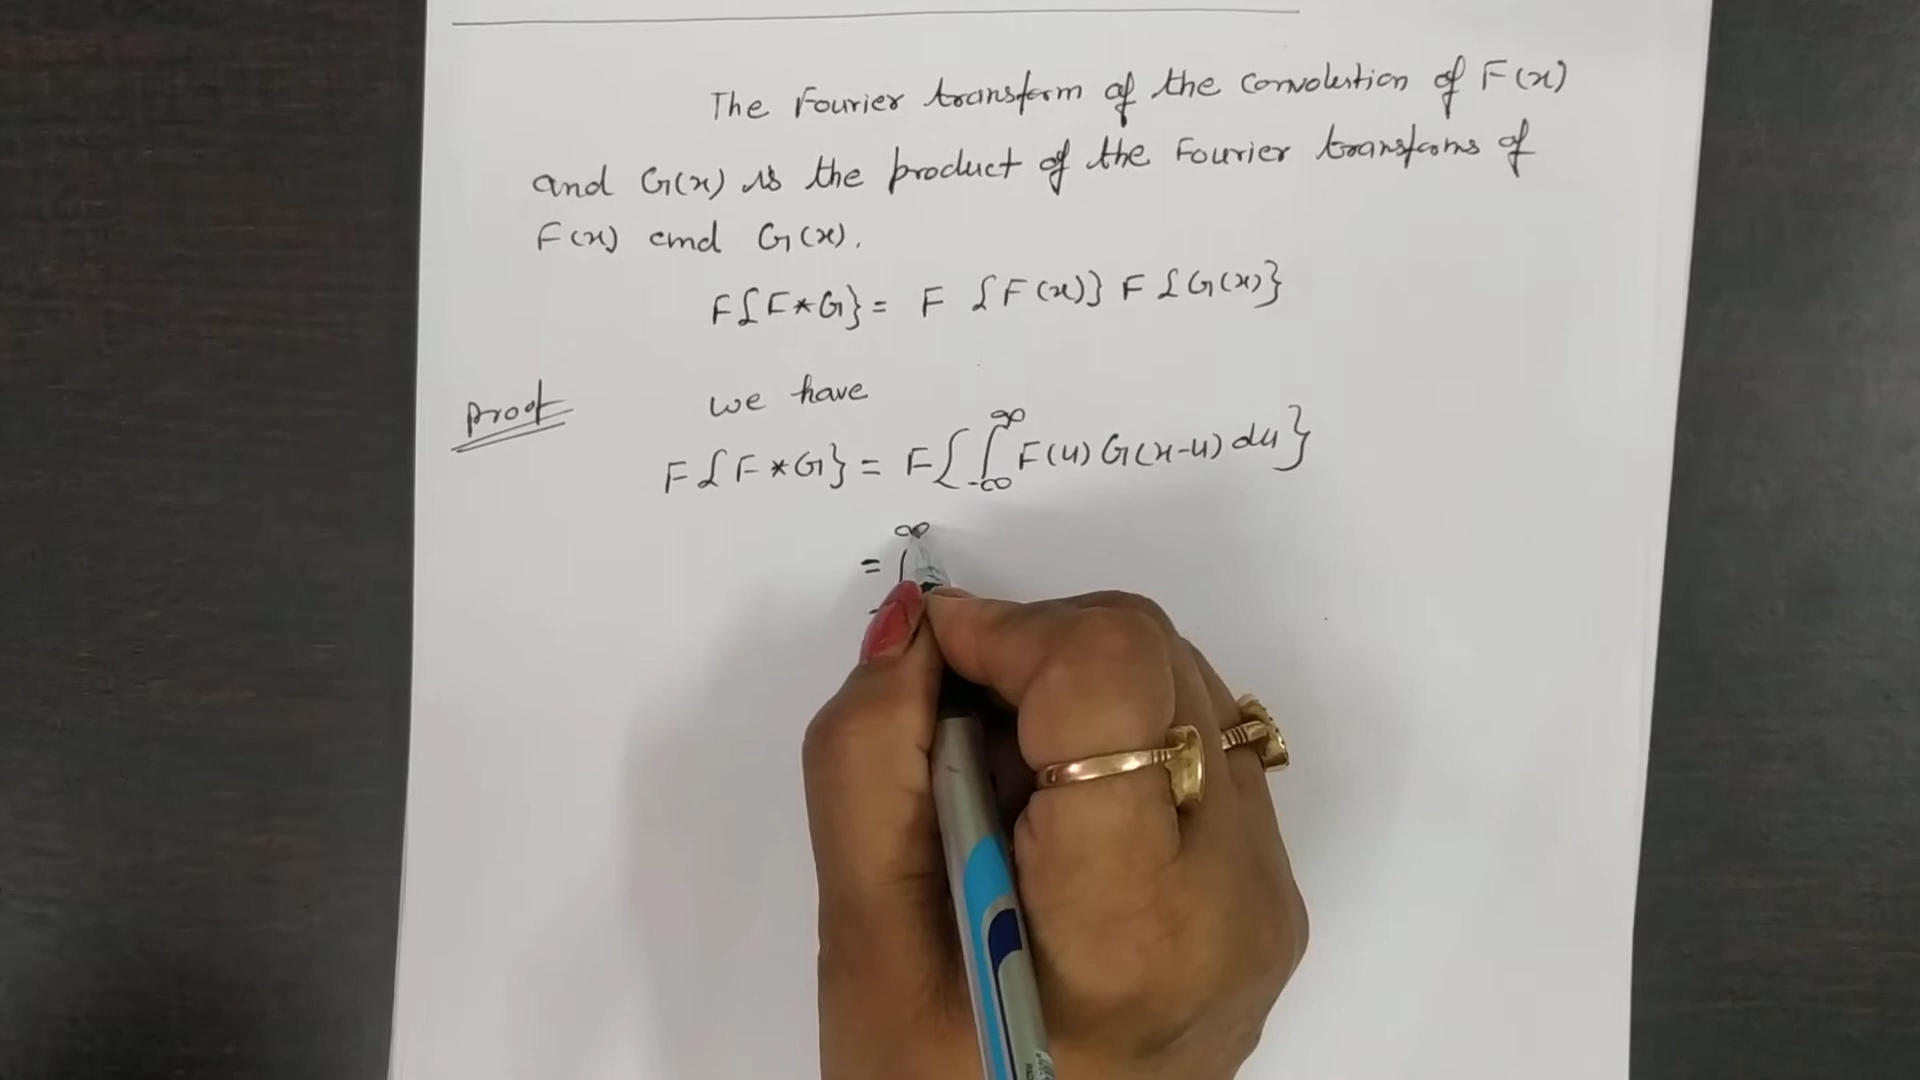 The Fourier transform of the convolution of F(x)
and G(x) is the product of the Fourier transforms of
F(x) and G(x).
F{F*G} = F {F(x)} F{G(x)}
Proof we have
F{F*G} = F{∫_{-∞}^{∞} F(u) G(x-u) du}
= ∫^{∞}